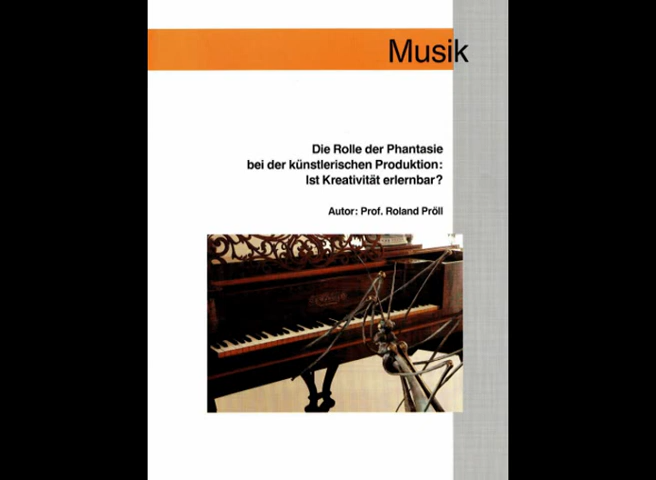 Musik
Die Rolle der Phantasie
bei der künstlerischen Produktion:
Ist Kreativität erlernbar?
Autor: Prof. Roland Pröll